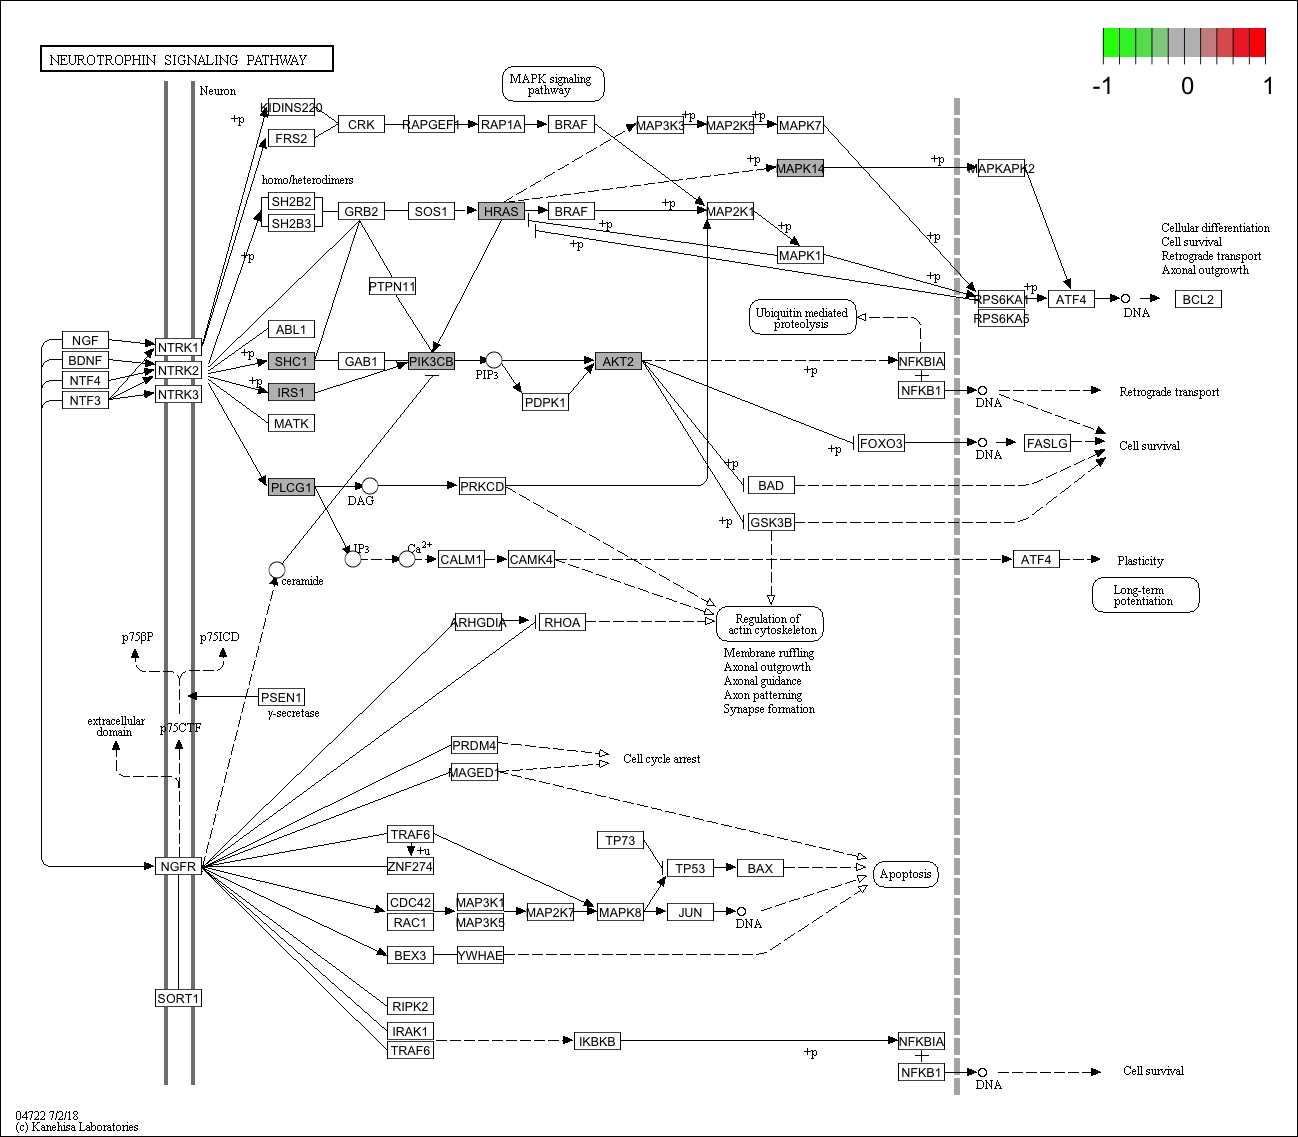 NEUROTROPHIN SIGNALING PATHWAY
-1
0
1
MAPK signaling
pathway
Neuron
KIDINS220
+p
FRS2
CRK
RAPGEF1
RAP1A
BRAF
MAP3K3
+p
MAP2K5
+p
MAPK7
+p
MAPK14
+p
MAPKAPK2
homo/heterodimers
SH2B2
SH2B3
GRB2
SOS1
HRAS
BRAF
+p
MAP2K1
+p
+p
+p
MAPK1
+p
+p
+p
PTPN11
RPS6KA1
RPS6KA5
+p
ATF4
DNA
BCL2
Cellular differentiation
Cell survival
Retrograde transport
Axonal outgrowth
Ubiquitin mediated
proteolysis
NGF
BDNF
NTF4
NTF3
NTRK1
NTRK2
NTRK3
ABL1
+p
SHC1
+p
IRS1
MATK
GAB1
PIK3CB
PIP3
PDPK1
AKT2
+p
NFKBIA
NFKB1
DNA
Retrograde transport
+p
FOXO3
DNA
FASLG
Cell survival
PLCG1
DAG
PRKCD
+p
BAD
+p
GSK3B
IP3
Ca2+
CALM1
CAMK4
ATF4
Plasticity
Long-term
potentiation
ceramide
ARHGDIA
RHOA
Regulation of
actin cytoskeleton
Membrane ruffling
Axonal outgrowth
Axonal guidance
Axon patterning
Synapse formation
p75βP
p75ICD
PSEN1
γ-secretase
extracellular
domain
p75CTF
PRDM4
MAGED1
Cell cycle arrest
NGFR
TRAF6
+u
ZNF274
TP73
TP53
BAX
Apoptosis
CDC42
RAC1
MAP3K1
MAP3K5
MAP2K7
MAPK8
JUN
DNA
BEX3
YWHAE
SORT1
RIPK2
IRAK1
TRAF6
IKBKB
+p
NFKBIA
NFKB1
DNA
Cell survival
04722 7/2/18
(c) Kanehisa Laboratories